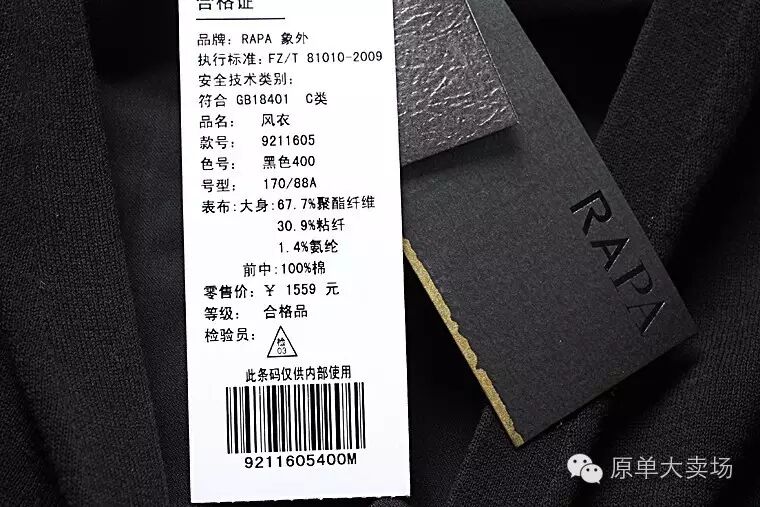 合格证
品牌: RAPA 象外
执行标准: FZ/T 81010-2009
安全技术类别:
符合 GB18401 C类
品名: 风衣
款号: 9211605
色号: 黑色400
号型: 170/88A
表布:大身:67.7%聚酯纤维
30.9%粘纤
1.4%氨纶
前中:100%棉
零售价: ¥ 1559 元
等级: 合格品
检验员:
检
03
此条码仅供内部使用
9211605400M
RAPA
原单大卖场